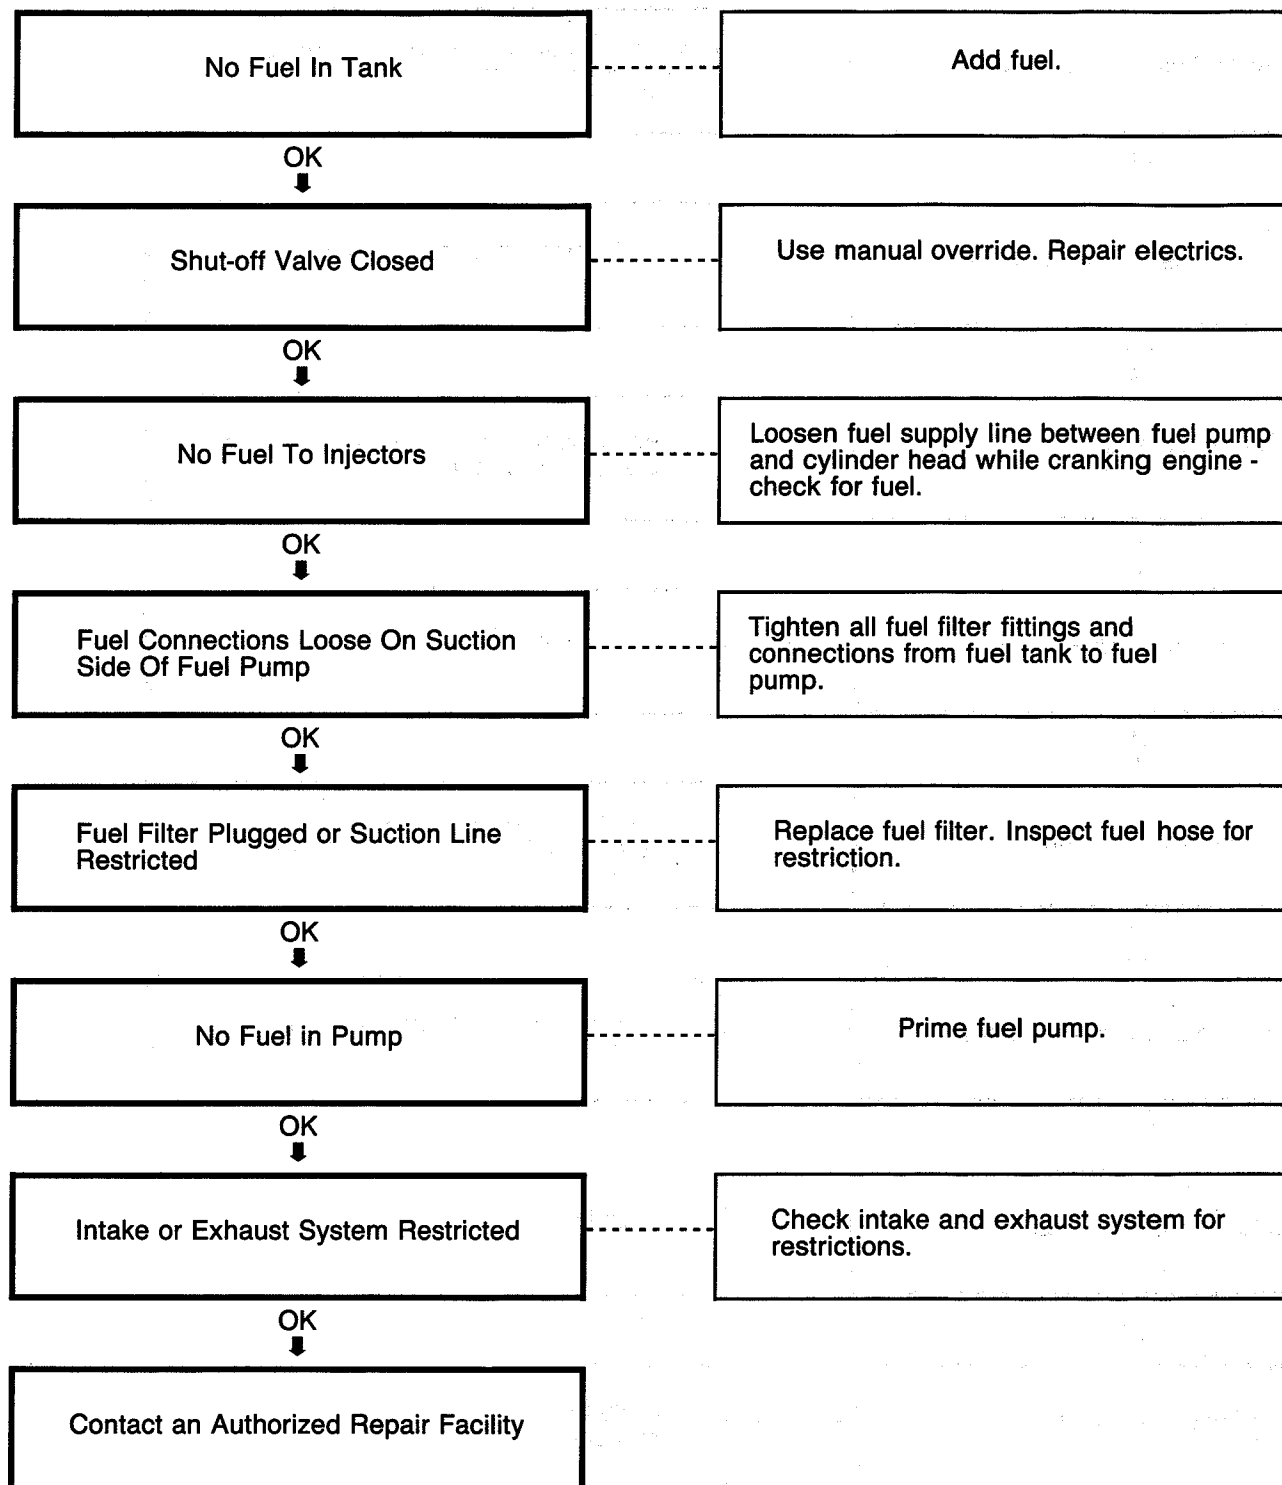 No Fuel In Tank
Add fuel.
OK
Shut-off Valve Closed
Use manual override. Repair electrics.
OK
No Fuel To Injectors
Loosen fuel supply line between fuel pump
and cylinder head while cranking engine -
check for fuel.
OK
Fuel Connections Loose On Suction
Side Of Fuel Pump
Tighten all fuel filter fittings and
connections from fuel tank to fuel
pump.
OK
Fuel Filter Plugged or Suction Line
Restricted
Replace fuel filter. Inspect fuel hose for
restriction.
OK
No Fuel in Pump
Prime fuel pump.
OK
Intake or Exhaust System Restricted
Check intake and exhaust system for
restrictions.
OK
Contact an Authorized Repair Facility